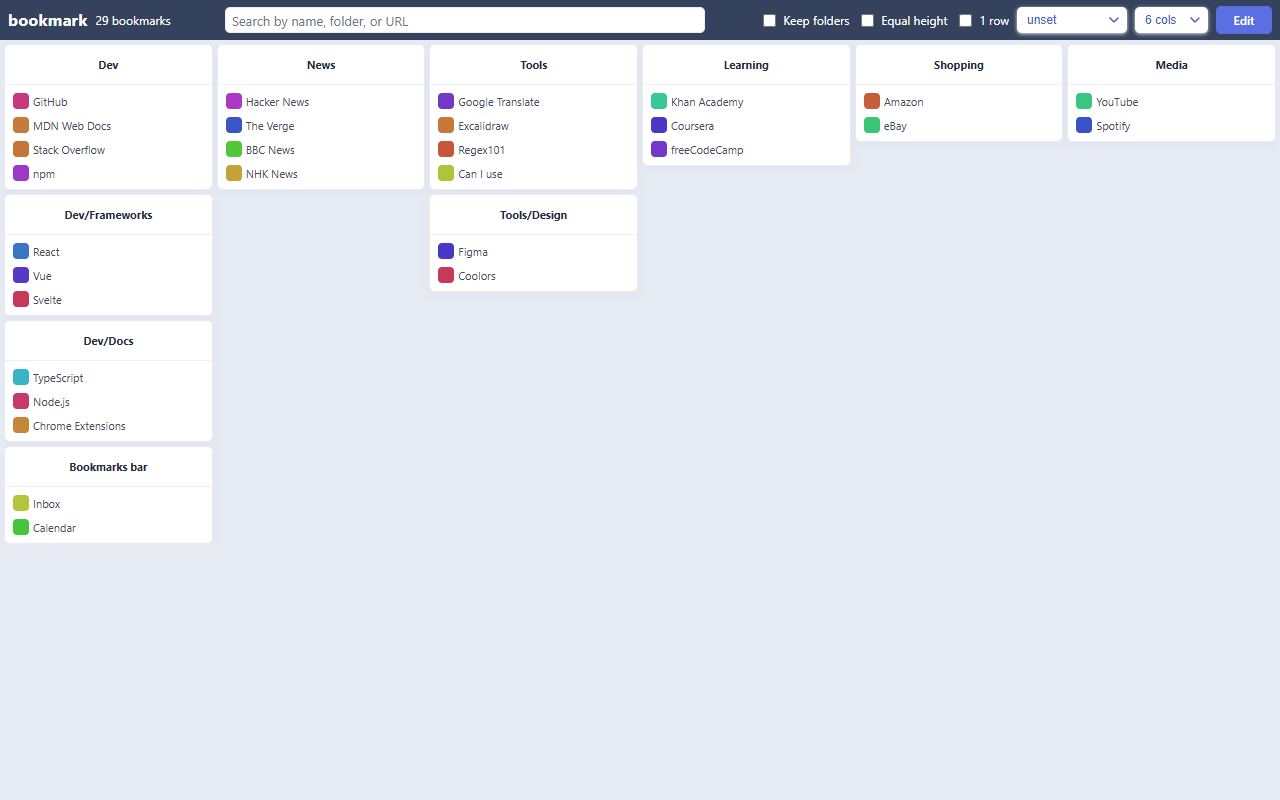 bookmark 29 bookmarks Search by name, folder, or URL Keep folders Equal height 1 row unset 6 cols Edit
Dev
GitHub
MDN Web Docs
Stack Overflow
npm
Dev/Frameworks
React
Vue
Svelte
Dev/Docs
TypeScript
Node.js
Chrome Extensions
Bookmarks bar
Inbox
Calendar
News
Hacker News
The Verge
BBC News
NHK News
Tools
Google Translate
Excalidraw
Regex101
Can I use
Tools/Design
Figma
Coolors
Learning
Khan Academy
Coursera
freeCodeCamp
Shopping
Amazon
eBay
Media
YouTube
Spotify